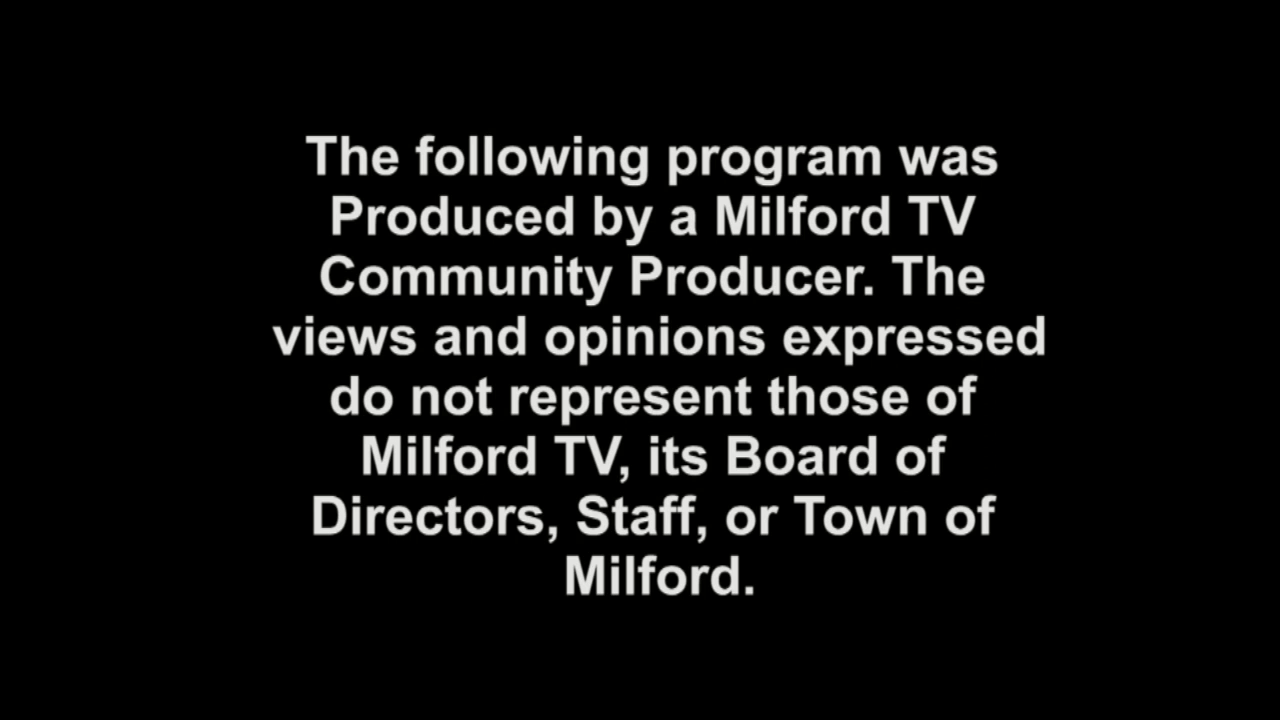 The following program was
Produced by a Milford TV
Community Producer. The
views and opinions expressed
do not represent those of
Milford TV, its Board of
Directors, Staff, or Town of
Milford.